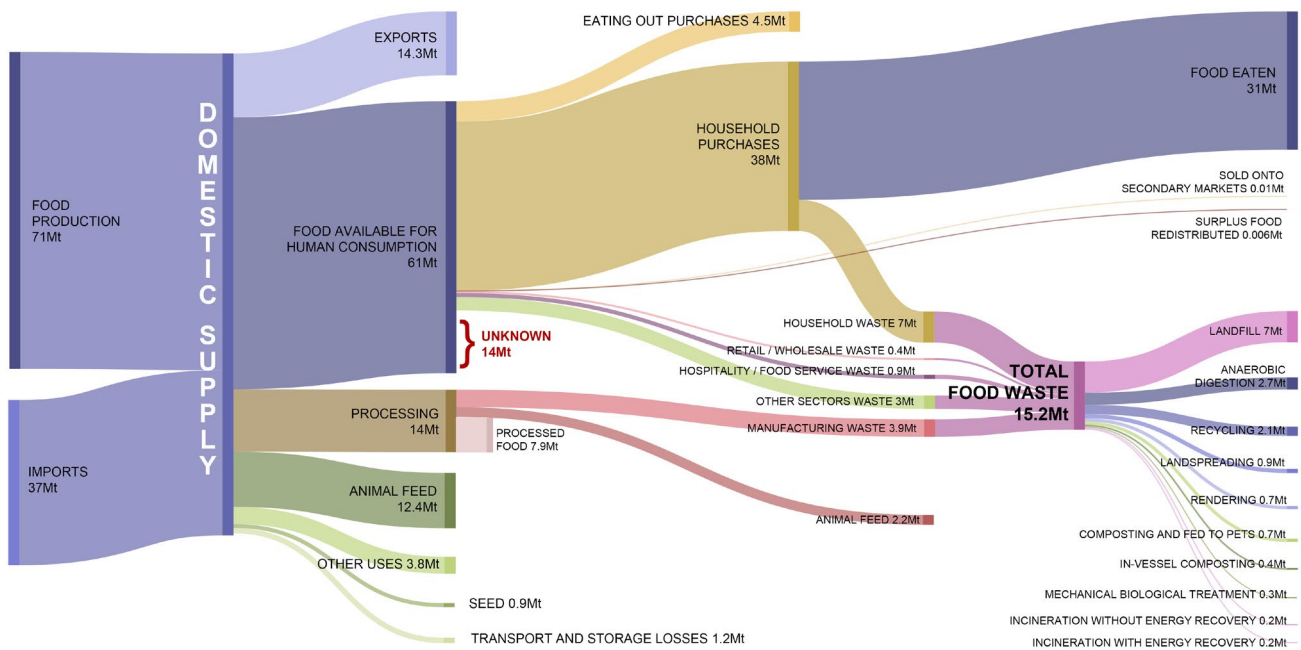 EATING OUT PURCHASES 4.5Mt
EXPORTS
14.3Mt
FOOD EATEN
31Mt
DOMESTIC SUPPLY
HOUSEHOLD
PURCHASES
38Mt
SOLD ONTO
SECONDARY MARKETS 0.01Mt
FOOD
PRODUCTION
71Mt
FOOD AVAILABLE FOR
HUMAN CONSUMPTION
61Mt
SURPLUS FOOD
REDISTRIBUTED 0.006Mt
UNKNOWN
14Mt
HOUSEHOLD WASTE 7Mt
RETAIL / WHOLESALE WASTE 0.4Mt
HOSPITALITY / FOOD SERVICE WASTE 0.9Mt
OTHER SECTORS WASTE 3Mt
MANUFACTURING WASTE 3.9Mt
TOTAL
FOOD WASTE
15.2Mt
LANDFILL 7Mt
ANAEROBIC
DIGESTION 2.7Mt
RECYCLING 2.1Mt
LANDSPREADING 0.9Mt
RENDERING 0.7Mt
COMPOSTING AND FED TO PETS 0.7Mt
IN-VESSEL COMPOSTING 0.4Mt
MECHANICAL BIOLOGICAL TREATMENT 0.3Mt
INCINERATION WITHOUT ENERGY RECOVERY 0.2Mt
INCINERATION WITH ENERGY RECOVERY 0.2Mt
PROCESSING
14Mt
PROCESSED
FOOD 7.9Mt
IMPORTS
37Mt
ANIMAL FEED
12.4Mt
ANIMAL FEED 2.2Mt
OTHER USES 3.8Mt
SEED 0.9Mt
TRANSPORT AND STORAGE LOSSES 1.2Mt